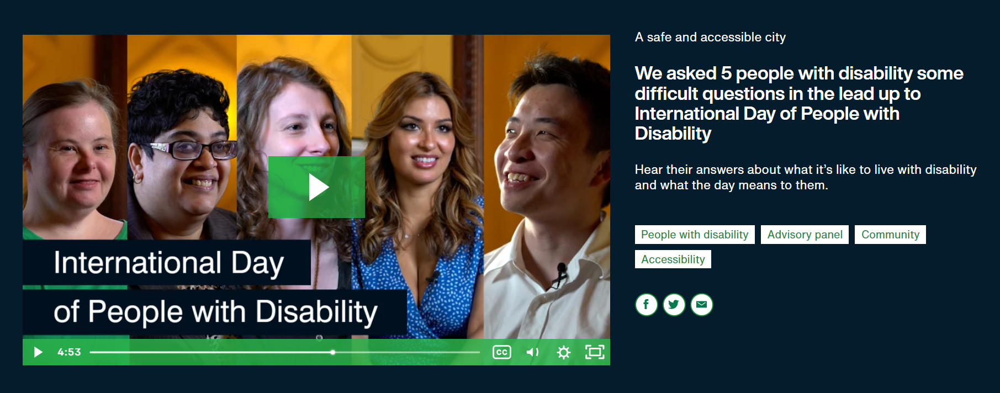 A safe and accessible city
We asked 5 people with disability some
difficult questions in the lead up to
International Day of People with
Disability
Hear their answers about what it’s like to live with disability
and what the day means to them.
People with disability
Advisory panel
Community
Accessibility
International Day
of People with Disability
4:53
CC